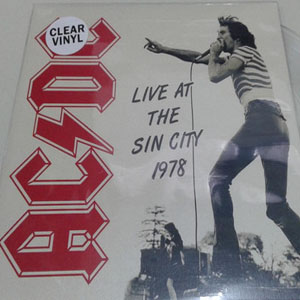 CLEAR
VINYL
AC⚡DC
LIVE AT
THE
SIN CITY
1978